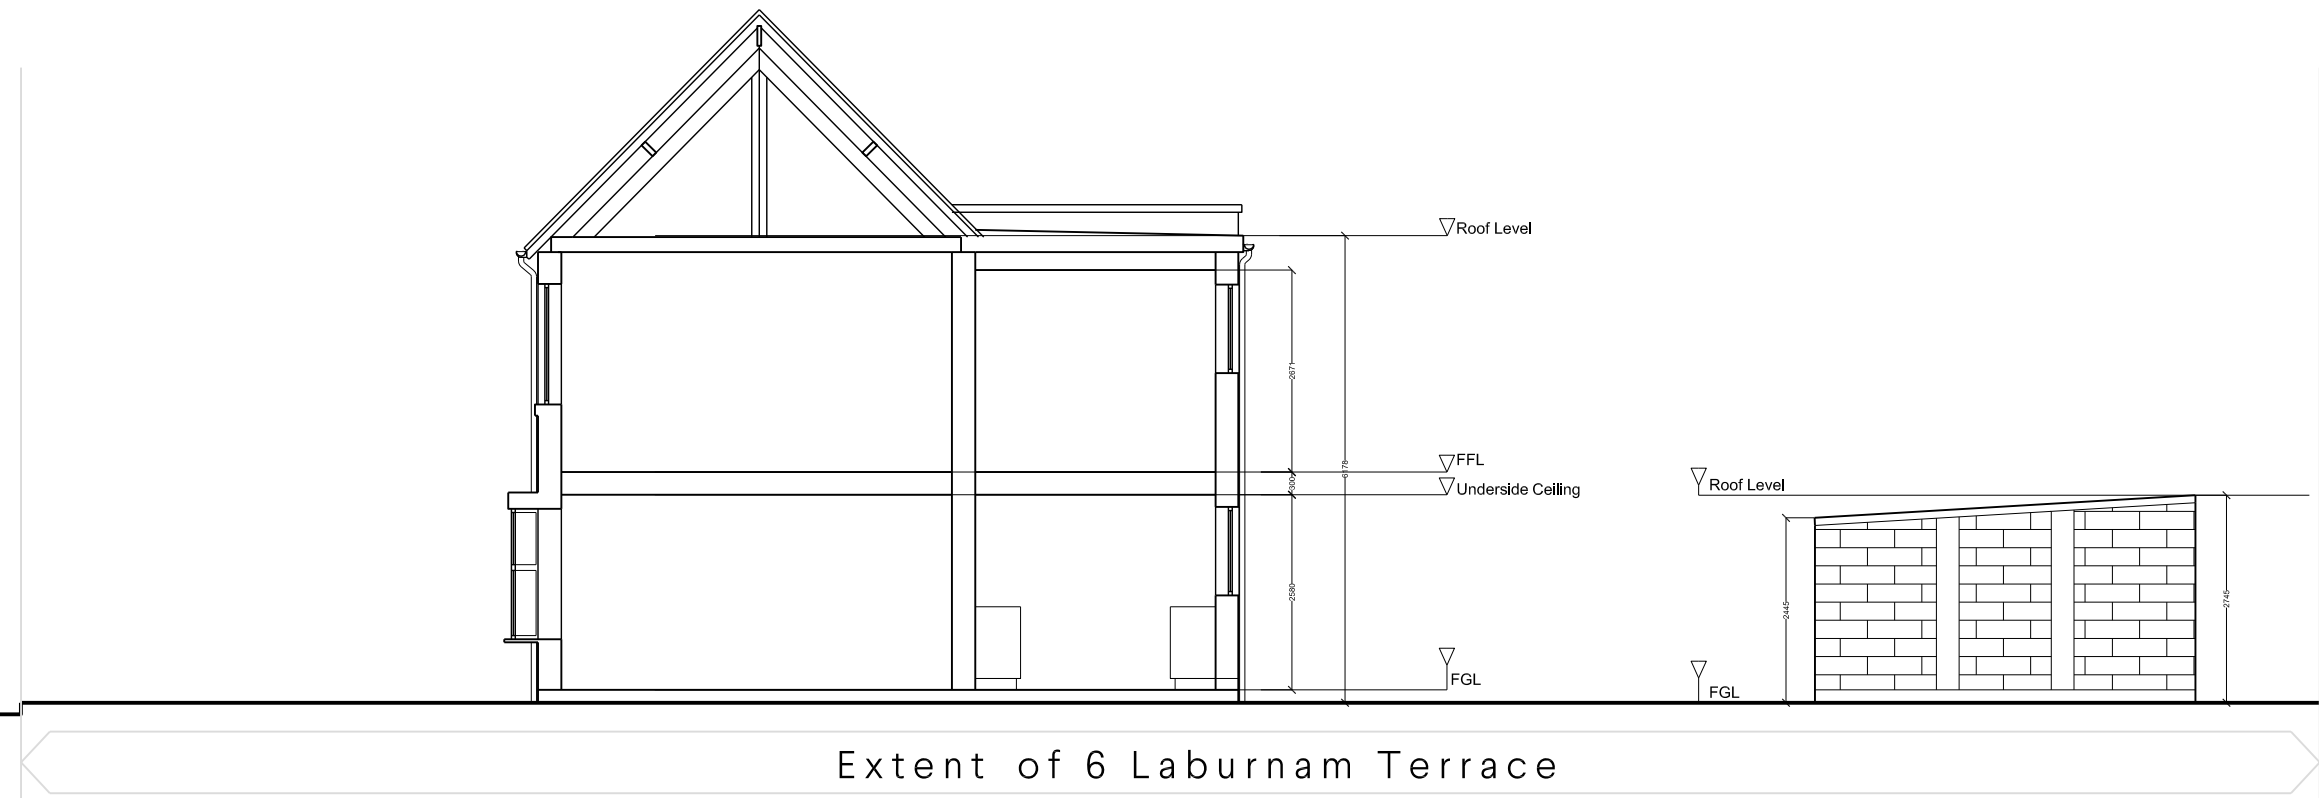 Roof Level
2671
6178
FFL
300
Underside Ceiling
Roof Level
2580
2445
2745
FGL
FGL
Extent of 6 Laburnam Terrace